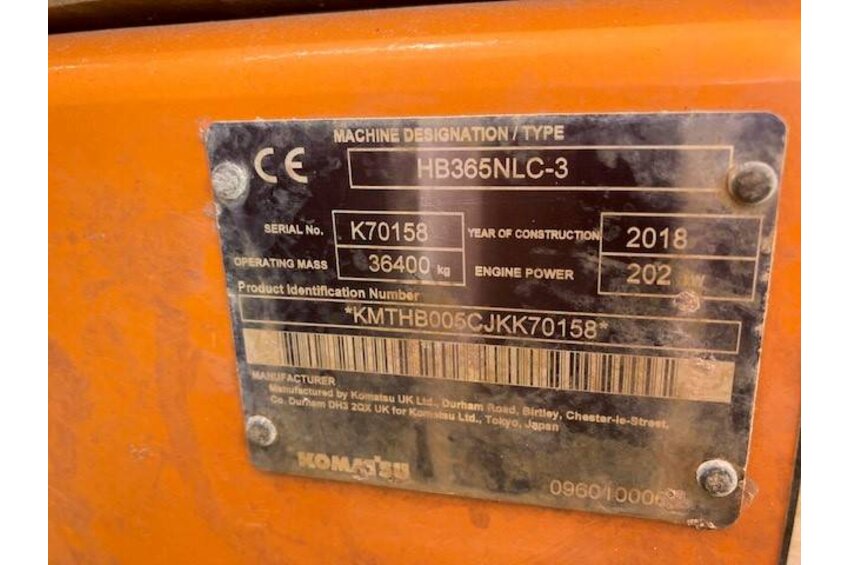 MACHINE DESIGNATION / TYPE
CE HB365NLC-3
SERIAL No. K70158 YEAR OF CONSTRUCTION 2018
OPERATING MASS 36400 kg ENGINE POWER 202 kW
Product Identification Number
*KMTHB005CJKK70158*
MANUFACTURER
Manufactured by Komatsu UK Ltd., Durham Road, Birtley, Chester-le-Street,
Co. Durham DH3 2QX UK for Komatsu Ltd., Tokyo, Japan
KOMATSU